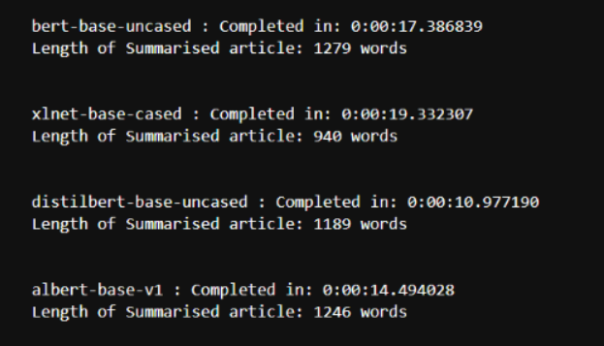 bert-base-uncased : Completed in: 0:00:17.386839
Length of Summarised article: 1279 words
xlnet-base-cased : Completed in: 0:00:19.332307
Length of Summarised article: 940 words
distilbert-base-uncased : Completed in: 0:00:10.977190
Length of Summarised article: 1189 words
albert-base-v1 : Completed in: 0:00:14.494028
Length of Summarised article: 1246 words